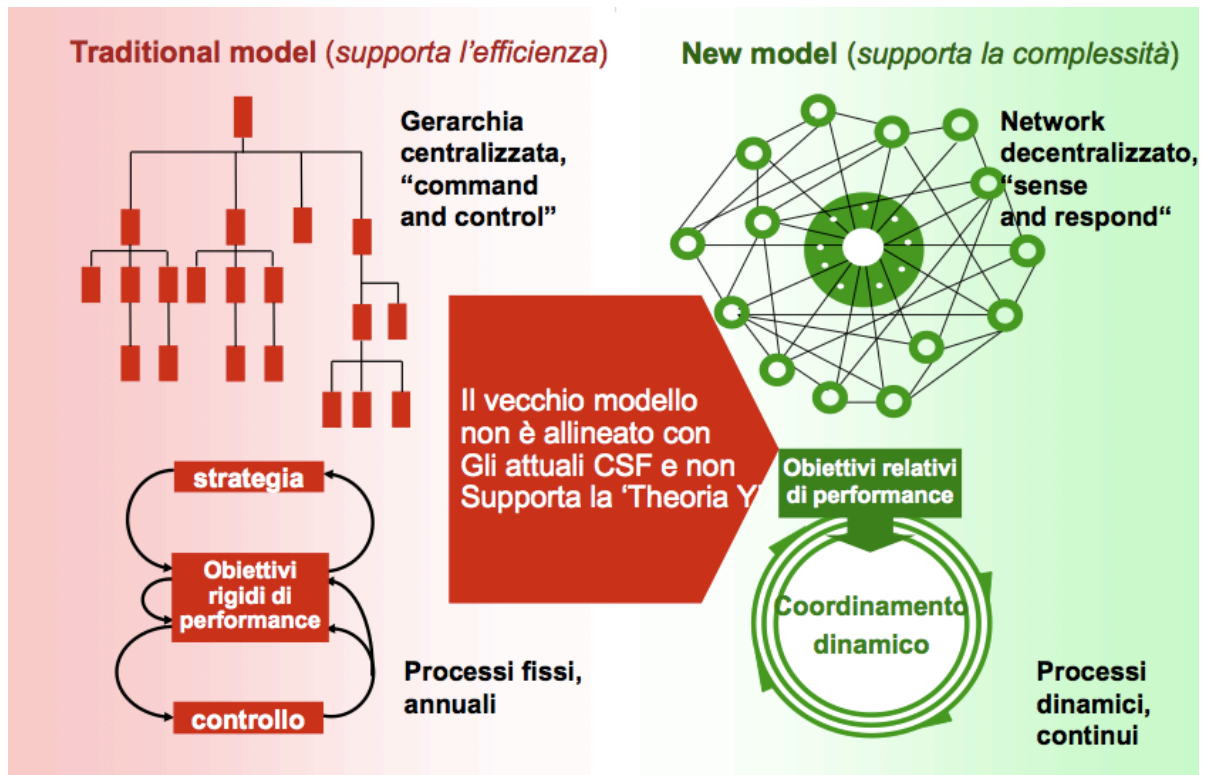 Traditional model (supporta l'efficienza)
Gerarchia
centralizzata,
“command
and control”
strategia
Obiettivi
rigidi di
performance
controllo
Processi fissi,
annuali
Il vecchio modello
non è allineato con
Gli attuali CSF e non
Supporta la ‘Theoria Y’
New model (supporta la complessità)
Network
decentralizzato,
“sense
and respond“
Obiettivi relativi
di performance
Coordinamento
dinamico
Processi
dinamici,
continui